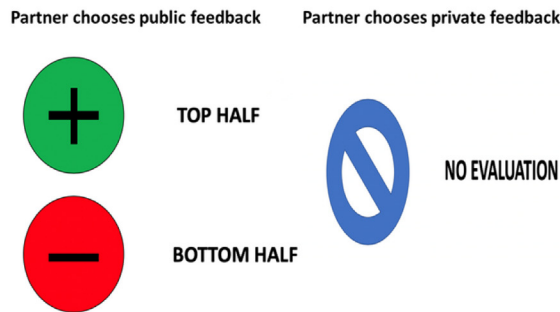 Partner chooses public feedback
Partner chooses private feedback
TOP HALF
NO EVALUATION
BOTTOM HALF